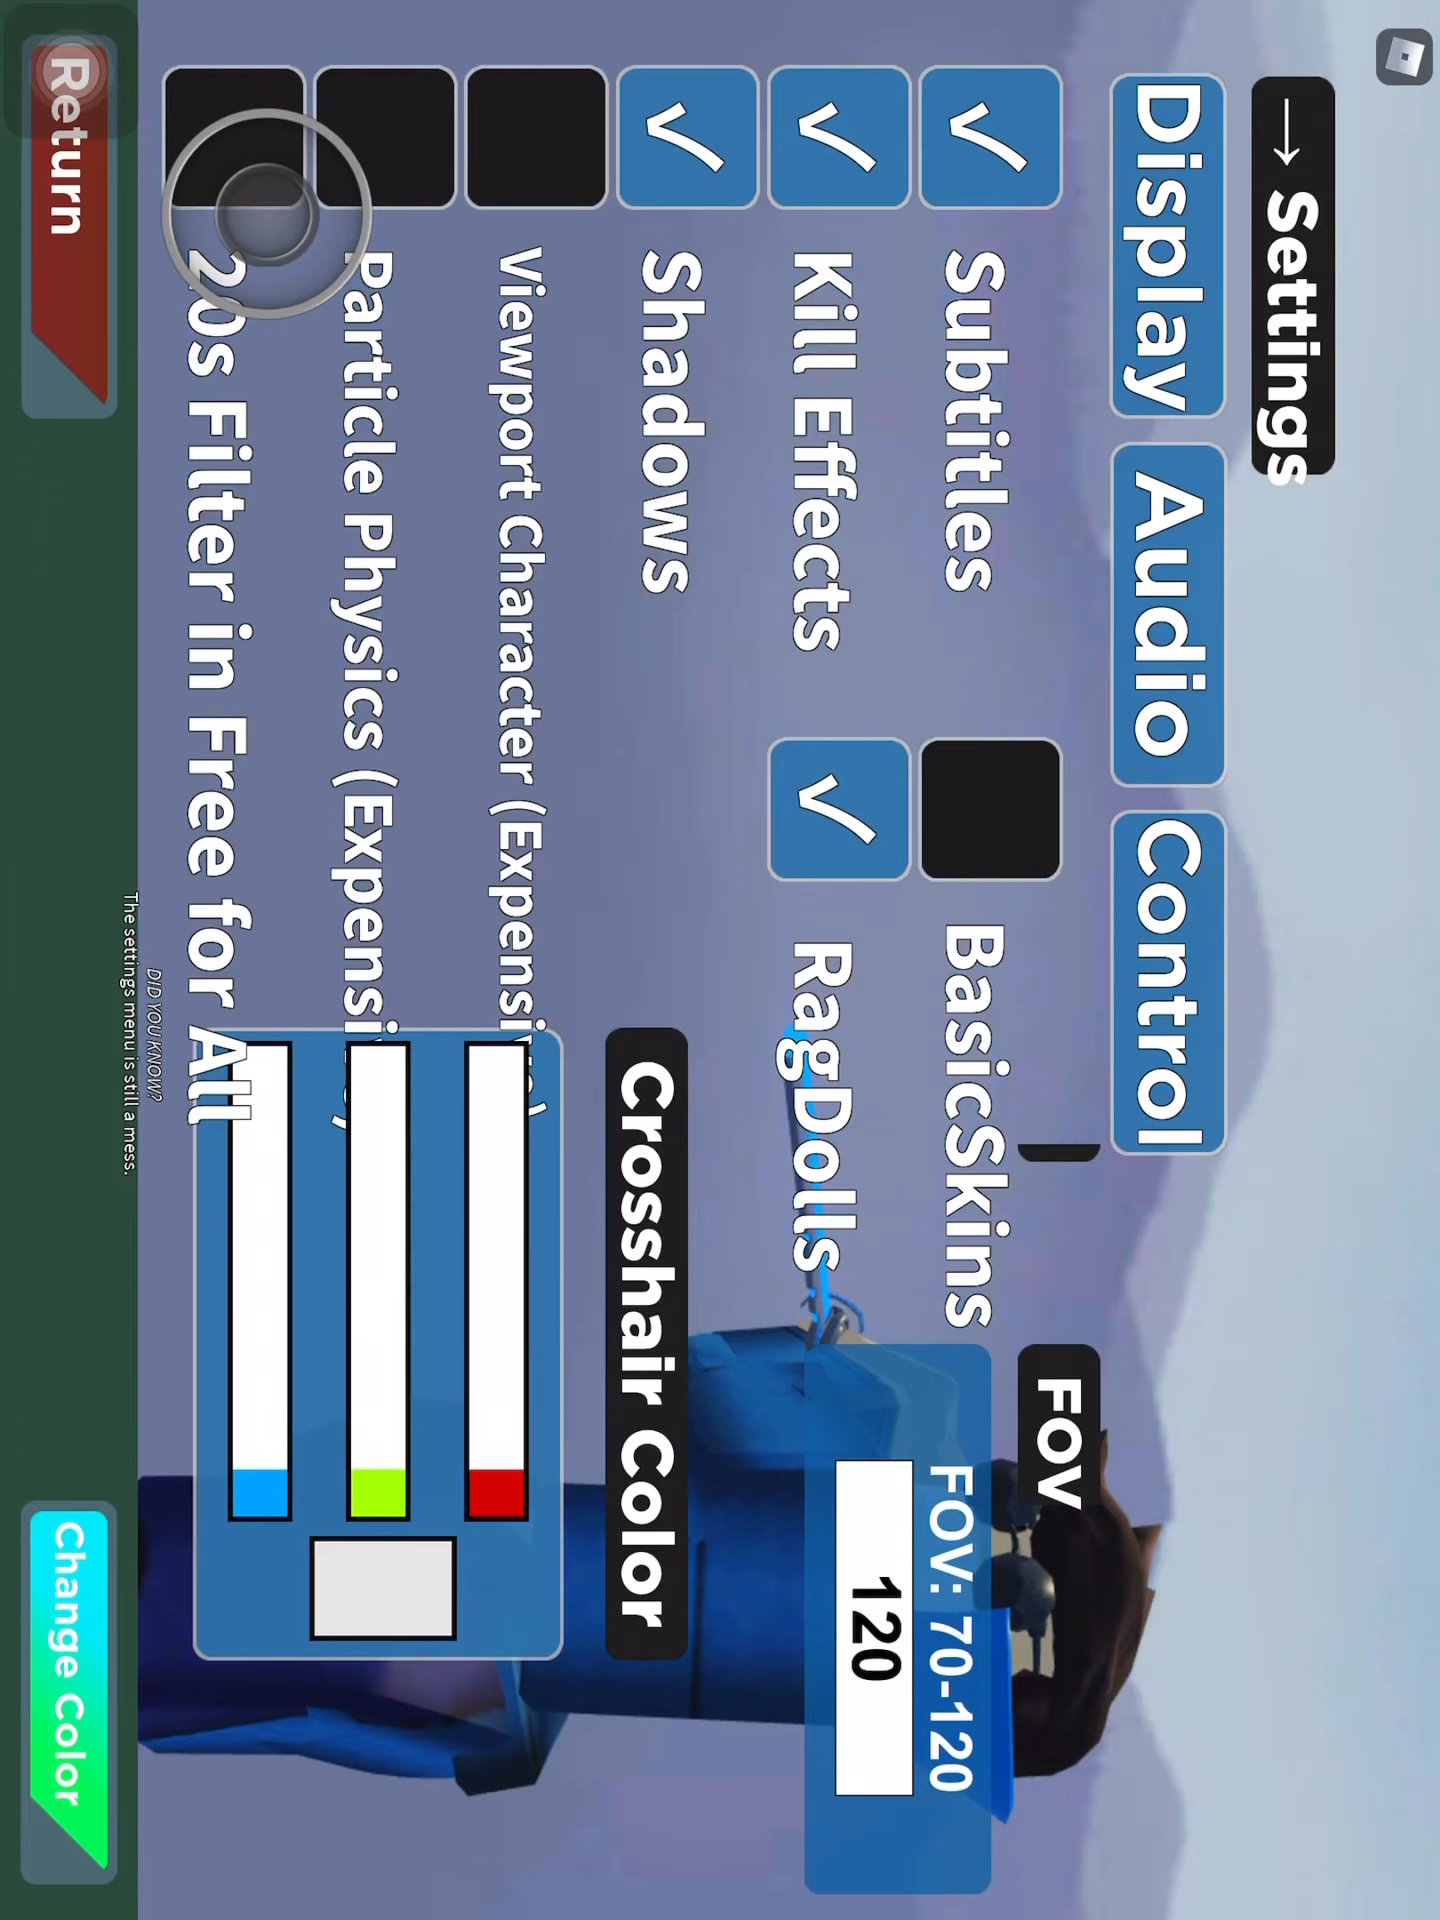 → Settings
Display
Audio
Control
Subtitles
BasicSkins
FOV
FOV: 70-120
120
Kill Effects
RagDolls
Shadows
Crosshair Color
Viewport Character (Expensive)
Particle Physics (Expensive)
20s Filter in Free for All
DID YOU KNOW?
The settings menu is still a mess.
Return
Change Color